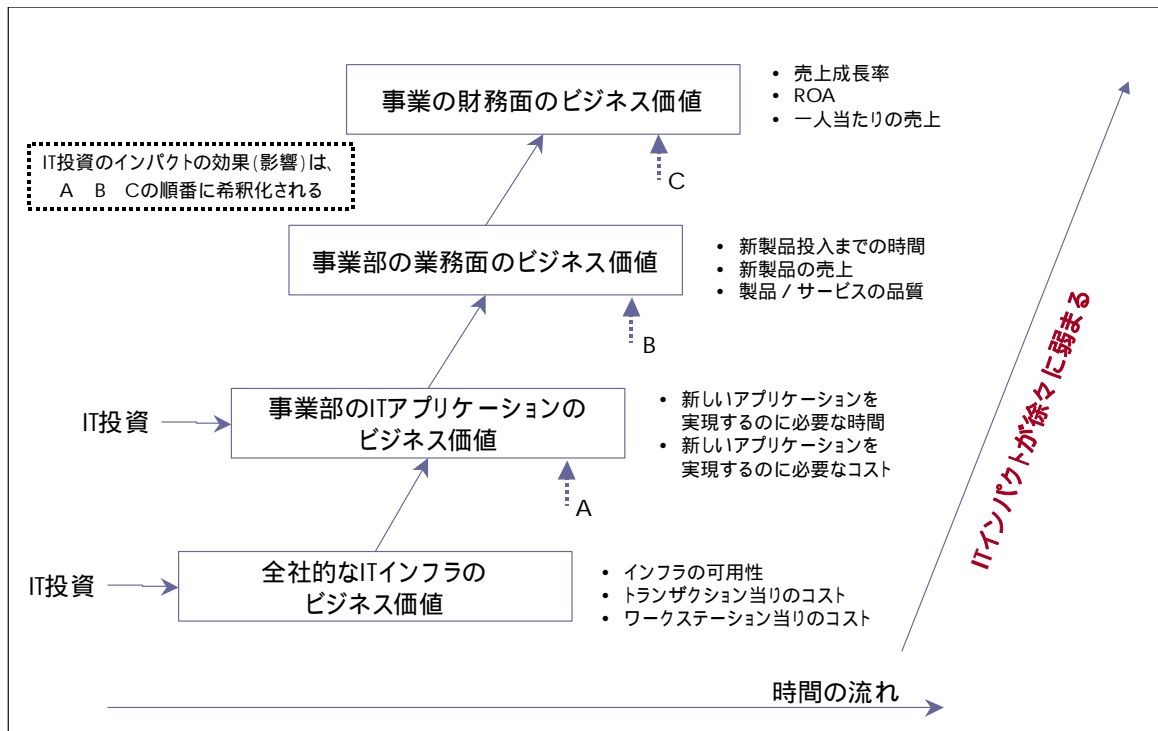 事業の財務面のビジネス価値
• 売上成長率
• ROA
• 一人当たりの売上
IT投資のインパクトの効果(影響)は、
A B Cの順番に希釈化される
C
事業部の業務面のビジネス価値
• 新製品投入までの時間
• 新製品の売上
• 製品/サービスの品質
B
IT投資
事業部のITアプリケーションの
ビジネス価値
• 新しいアプリケーションを
実現するのに必要な時間
• 新しいアプリケーションを
実現するのに必要なコスト
A
IT投資
全社的なITインフラの
ビジネス価値
• インフラの可用性
• トランザクション当りのコスト
• ワークステーション当りのコスト
ITインパクトが徐々に弱まる
時間の流れ